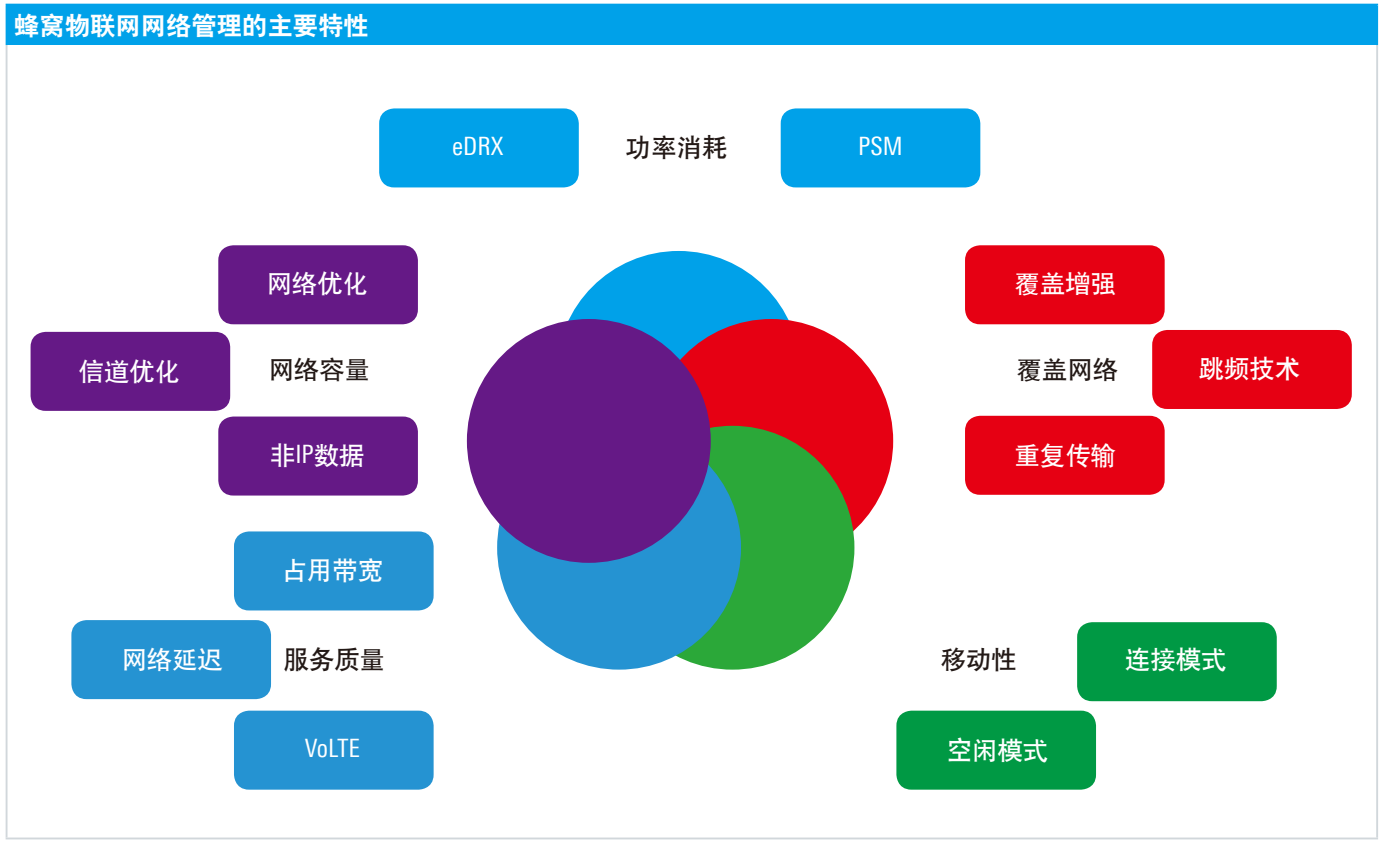 蜂窝物联网网络管理的主要特性
eDRX
功率消耗
PSM
网络优化
信道优化
网络容量
非IP数据
覆盖增强
覆盖网络
跳频技术
重复传输
占用带宽
网络延迟
服务质量
VoLTE
移动性
连接模式
空闲模式